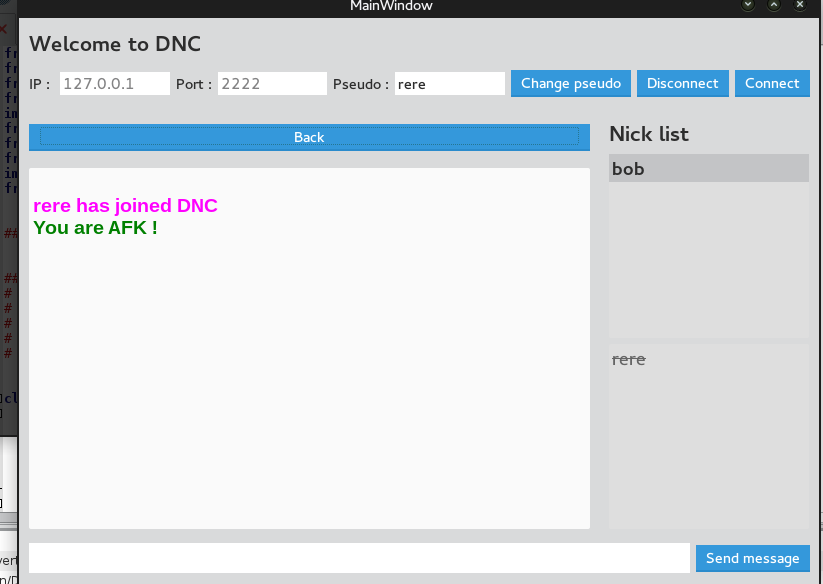 MainWindow
Welcome to DNC
IP : 127.0.0.1 Port : 2222 Pseudo : rere Change pseudo Disconnect Connect
Back
Nick list
bob
rere has joined DNC
You are AFK !
rere
Send message